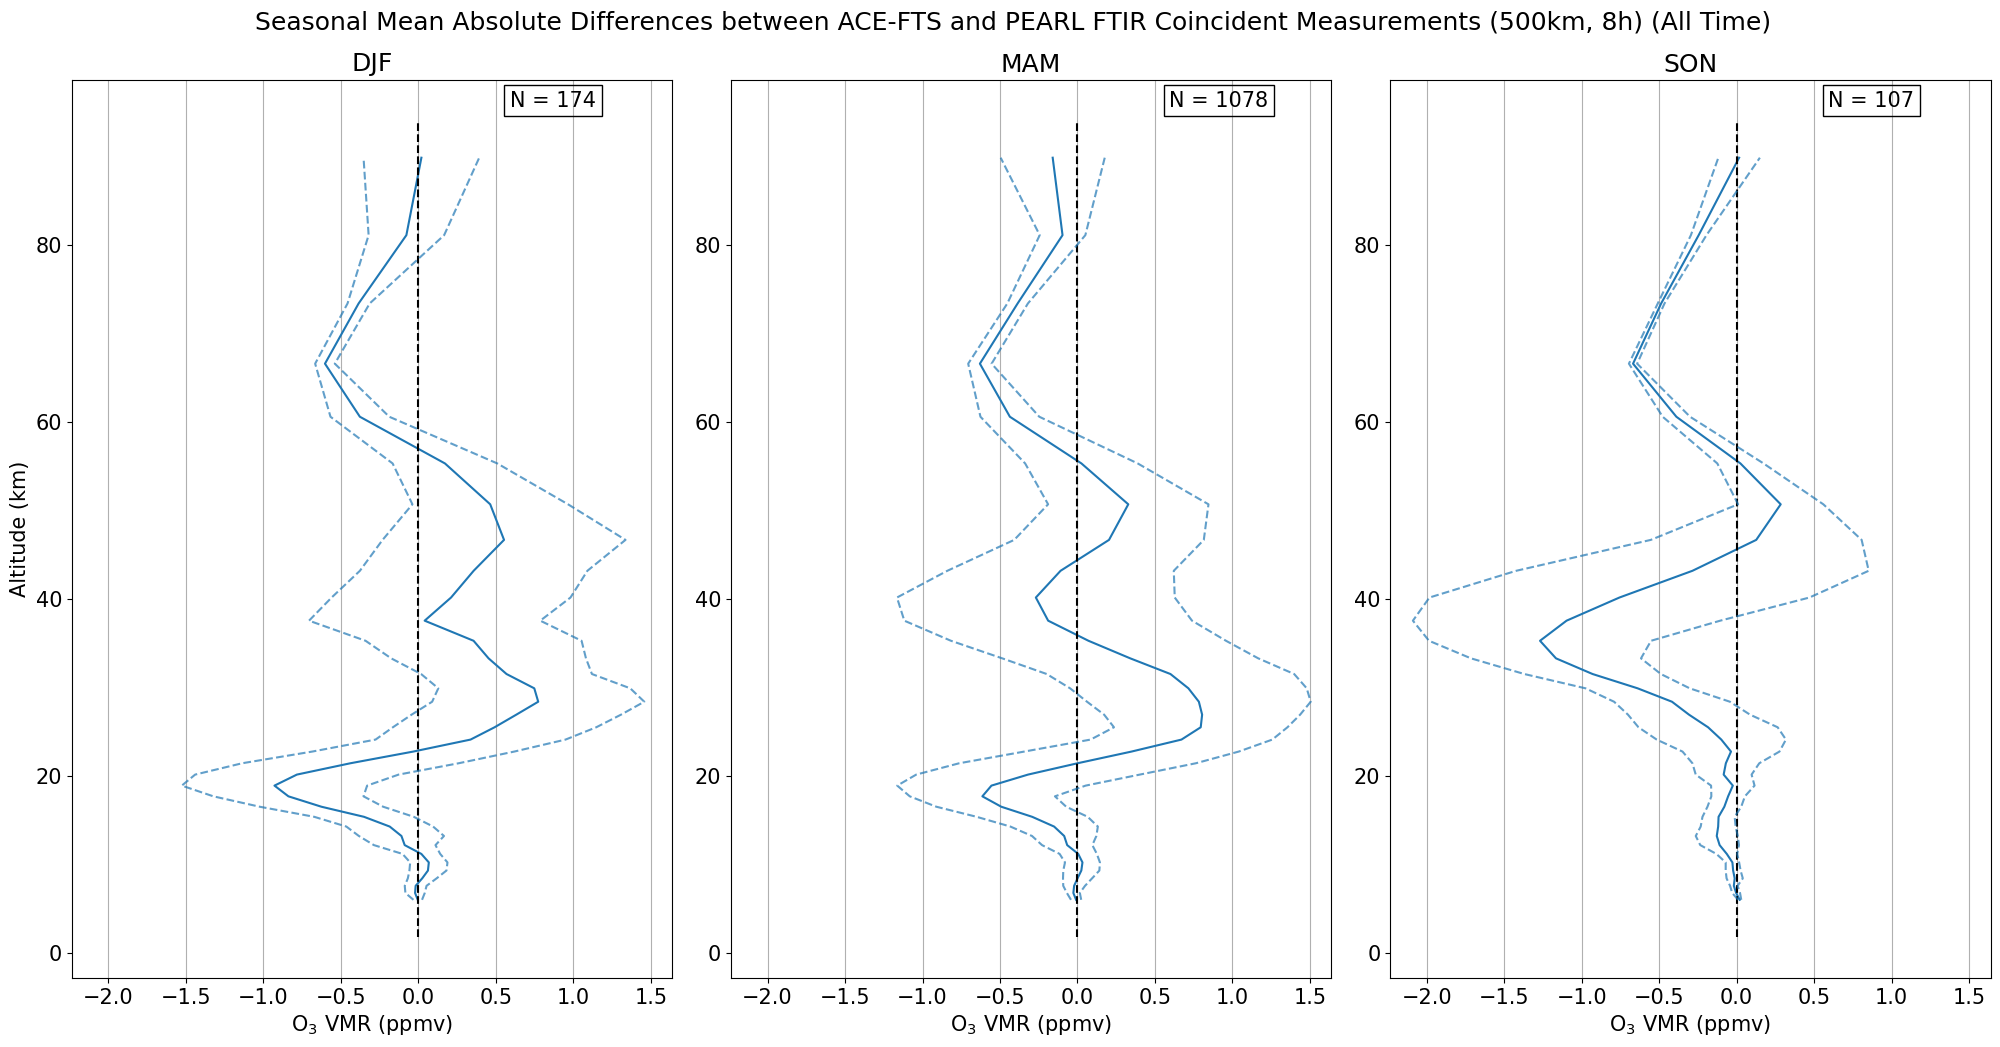 Seasonal Mean Absolute Differences between ACE-FTS and PEARL FTIR Coincident Measurements (500km, 8h) (All Time)
DJF
MAM
SON
N = 174
N = 1078
N = 107
Altitude (km)
80
60
40
20
0
80
60
40
20
0
80
60
40
20
0
−2.0 −1.5 −1.0 −0.5 0.0 0.5 1.0 1.5
−2.0 −1.5 −1.0 −0.5 0.0 0.5 1.0 1.5
−2.0 −1.5 −1.0 −0.5 0.0 0.5 1.0 1.5
O₃ VMR (ppmv)
O₃ VMR (ppmv)
O₃ VMR (ppmv)